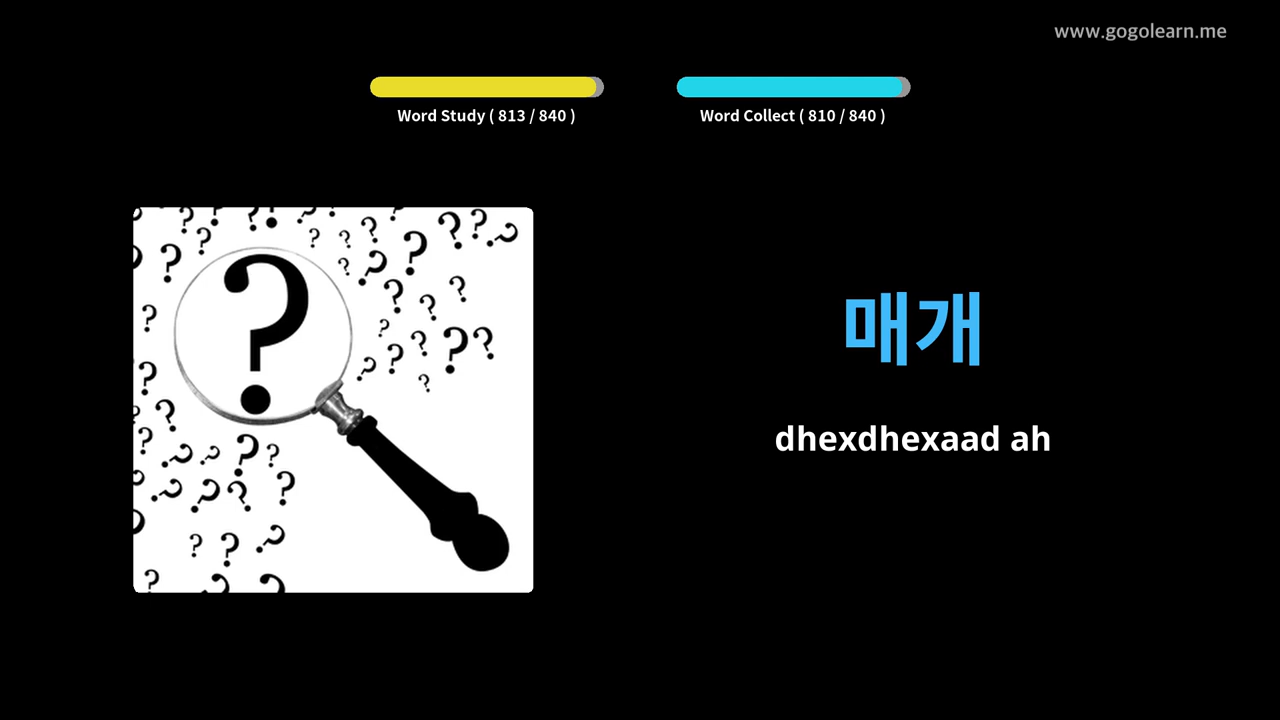 www.gogolearn.me
Word Study ( 813 / 840 )
Word Collect ( 810 / 840 )
매개
dhexdhexaad ah